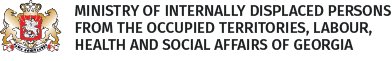 MINISTRY OF INTERNALLY DISPLACED PERSONS
FROM THE OCCUPIED TERRITORIES, LABOUR,
HEALTH AND SOCIAL AFFAIRS OF GEORGIA